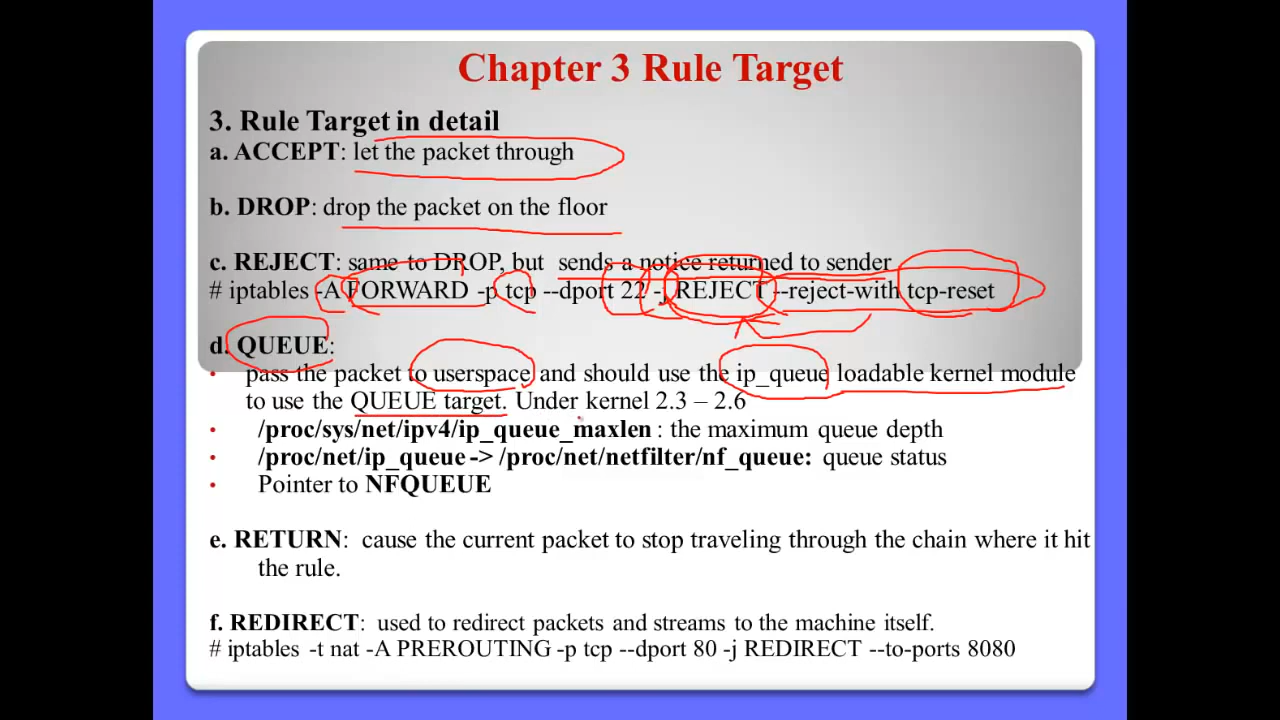 Chapter 3 Rule Target
3. Rule Target in detail
a. ACCEPT: let the packet through
b. DROP: drop the packet on the floor
c. REJECT: same to DROP, but sends a notice returned to sender
# iptables -A FORWARD -p tcp --dport 22 -j REJECT --reject-with tcp-reset
d. QUEUE:
• pass the packet to userspace and should use the ip_queue loadable kernel module
to use the QUEUE target. Under kernel 2.3 – 2.6
• /proc/sys/net/ipv4/ip_queue_maxlen : the maximum queue depth
• /proc/net/ip_queue -> /proc/net/netfilter/nf_queue: queue status
• Pointer to NFQUEUE
e. RETURN: cause the current packet to stop traveling through the chain where it hit
the rule.
f. REDIRECT: used to redirect packets and streams to the machine itself.
# iptables -t nat -A PREROUTING -p tcp --dport 80 -j REDIRECT --to-ports 8080